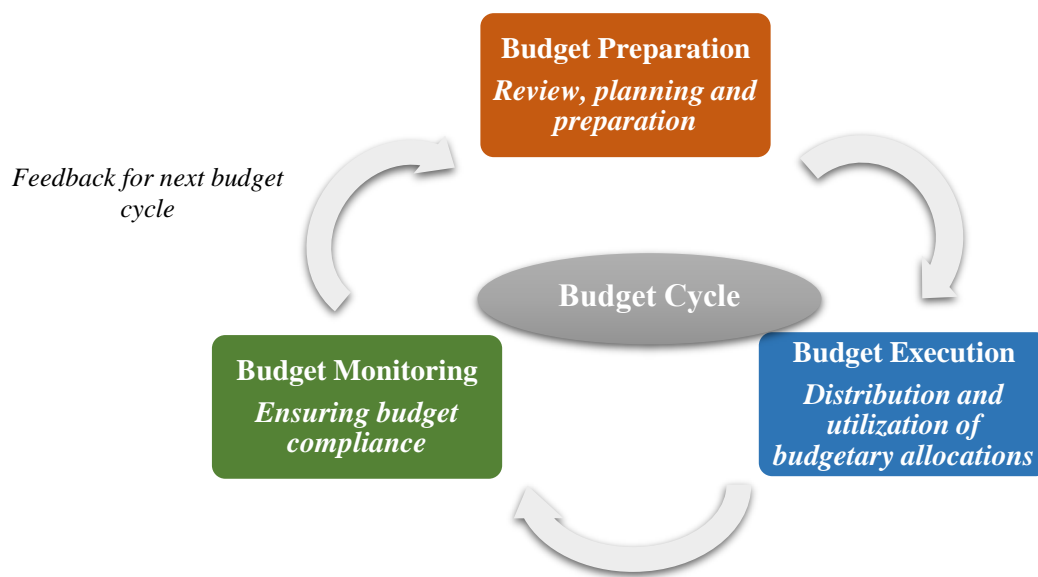 Budget Preparation
Review, planning and
preparation
Feedback for next budget
cycle
Budget Cycle
Budget Monitoring
Ensuring budget
compliance
Budget Execution
Distribution and
utilization of
budgetary allocations